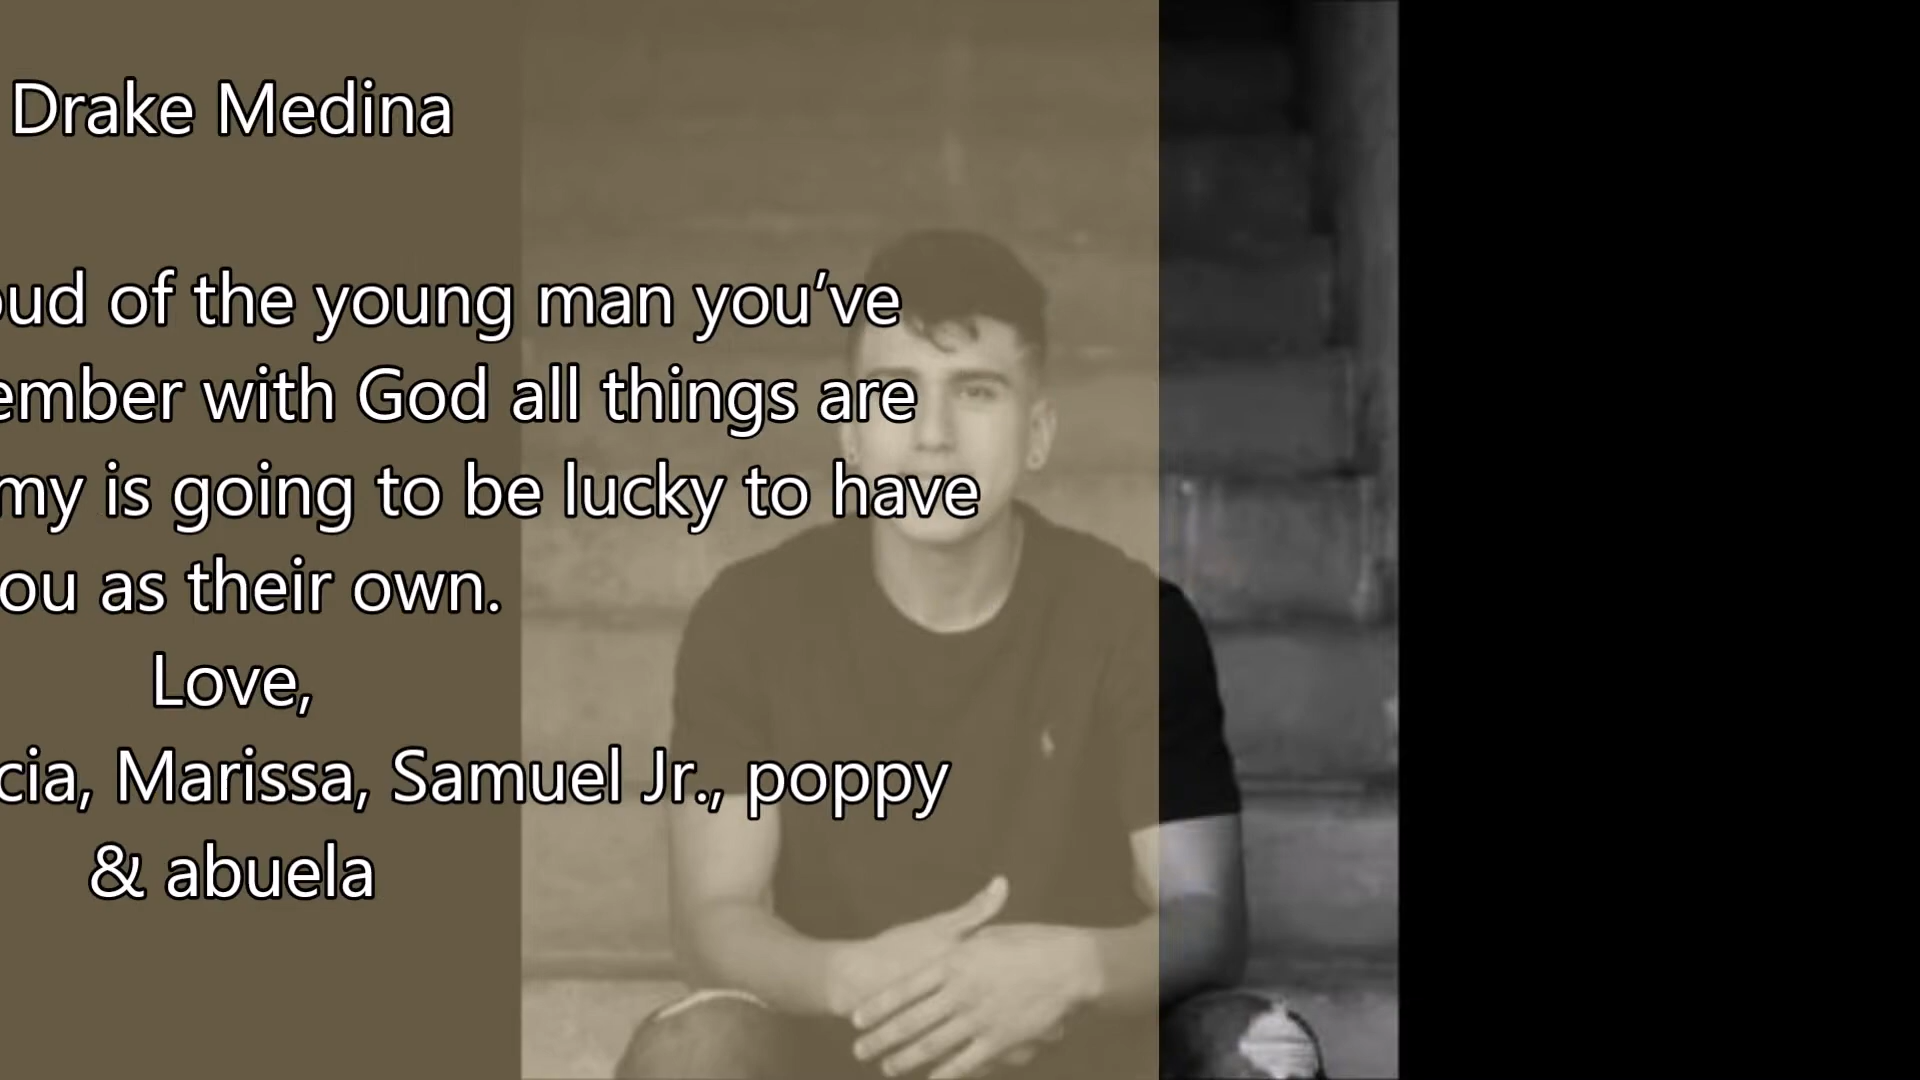 Drake Medina
oud of the young man you’ve
ember with God all things are
my is going to be lucky to have
ou as their own.
Love,
cia, Marissa, Samuel Jr., poppy
& abuela